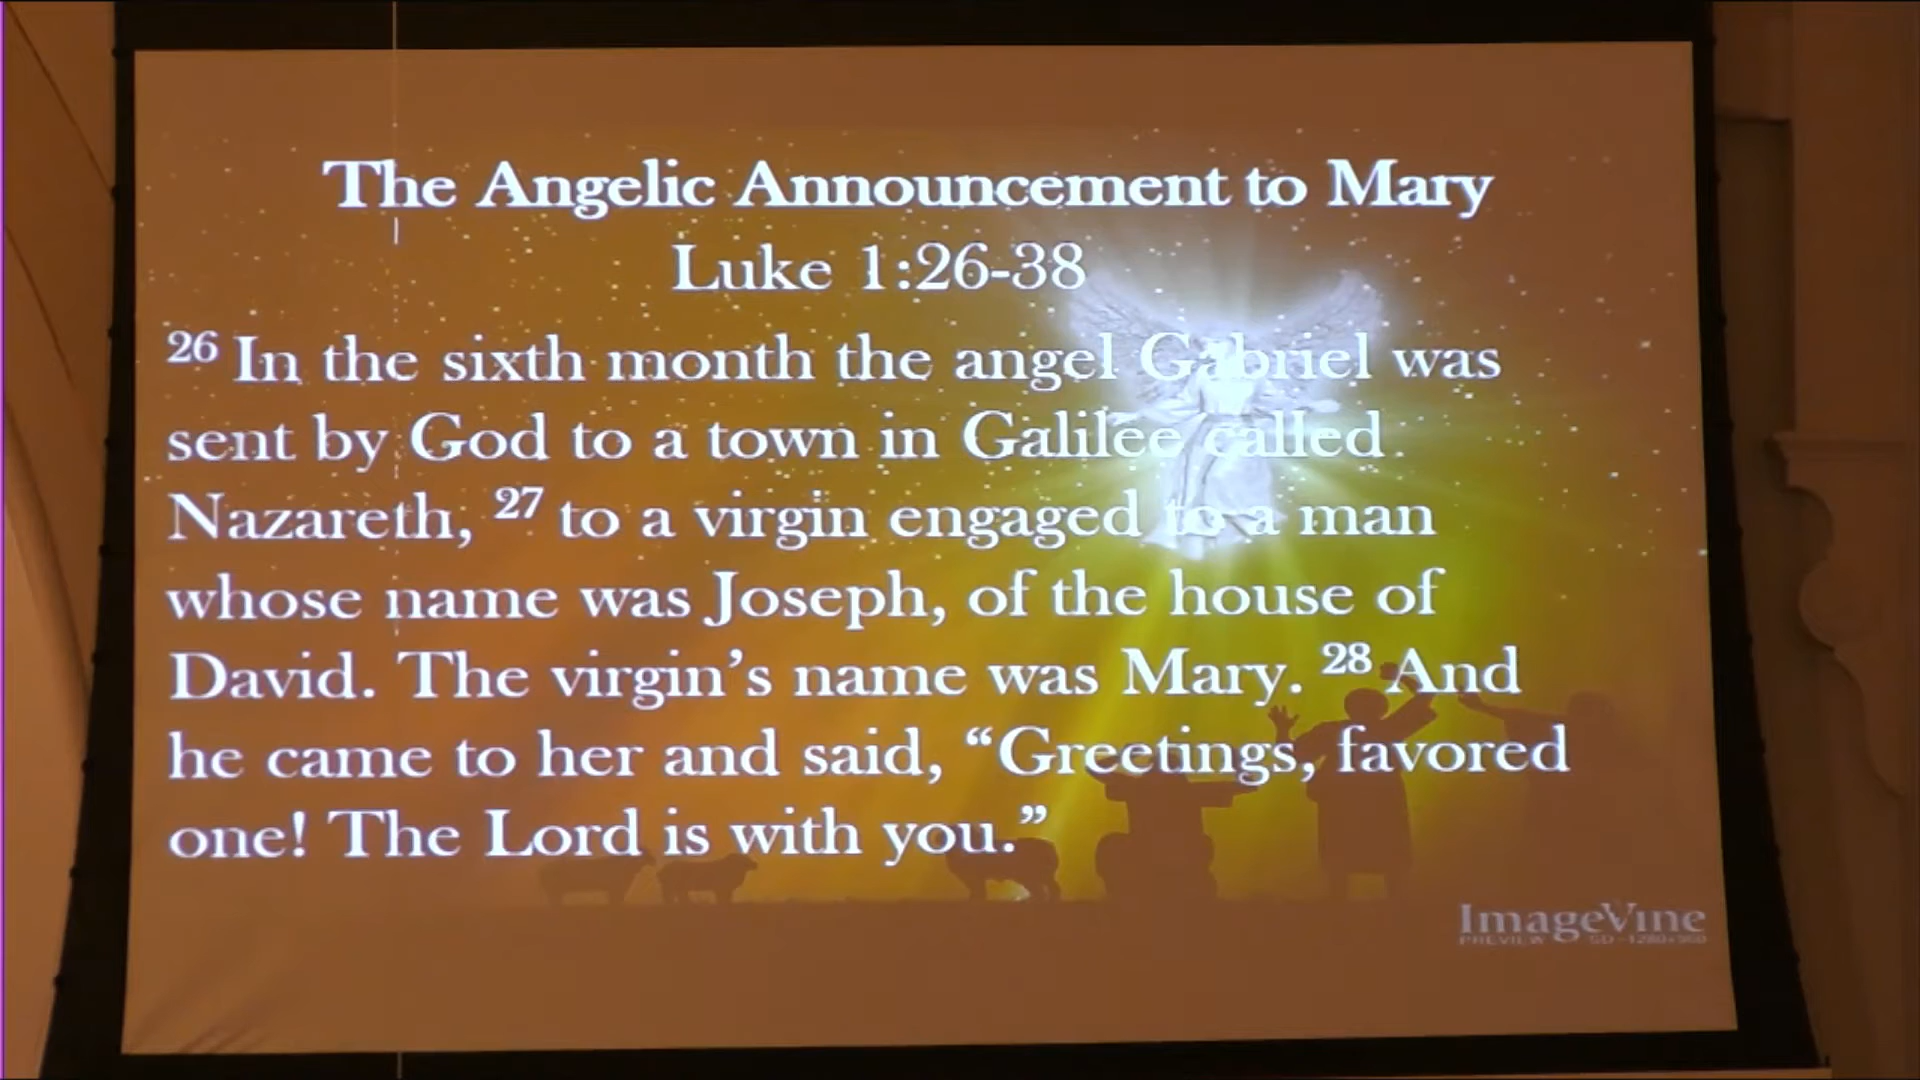 The Angelic Announcement to Mary
Luke 1:26-38
26 In the sixth month the angel Gabriel was
sent by God to a town in Galilee called
Nazareth, 27 to a virgin engaged to a man
whose name was Joseph, of the house of
David. The virgin’s name was Mary. 28 And
he came to her and said, “Greetings, favored
one! The Lord is with you.”
ImageVine
PREVIEW SD - 1280x960